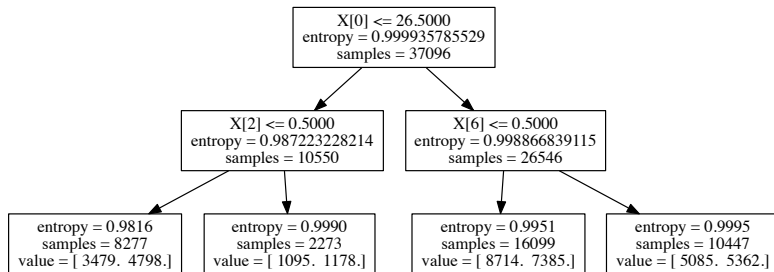 X[0] <= 26.5000
entropy = 0.999935785529
samples = 37096
X[2] <= 0.5000
entropy = 0.987223228214
samples = 10550
X[6] <= 0.5000
entropy = 0.998866839115
samples = 26546
entropy = 0.9816
samples = 8277
value = [ 3479. 4798.]
entropy = 0.9990
samples = 2273
value = [ 1095. 1178.]
entropy = 0.9951
samples = 16099
value = [ 8714. 7385.]
entropy = 0.9995
samples = 10447
value = [ 5085. 5362.]